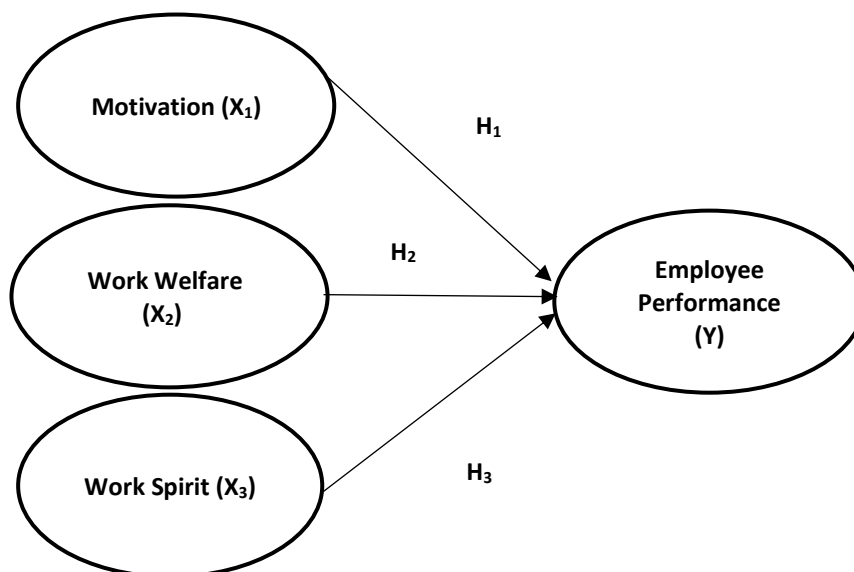 Motivation (X₁)
H₁
Work Welfare
(X₂)
H₂
Employee
Performance
(Y)
Work Spirit (X₃)
H₃